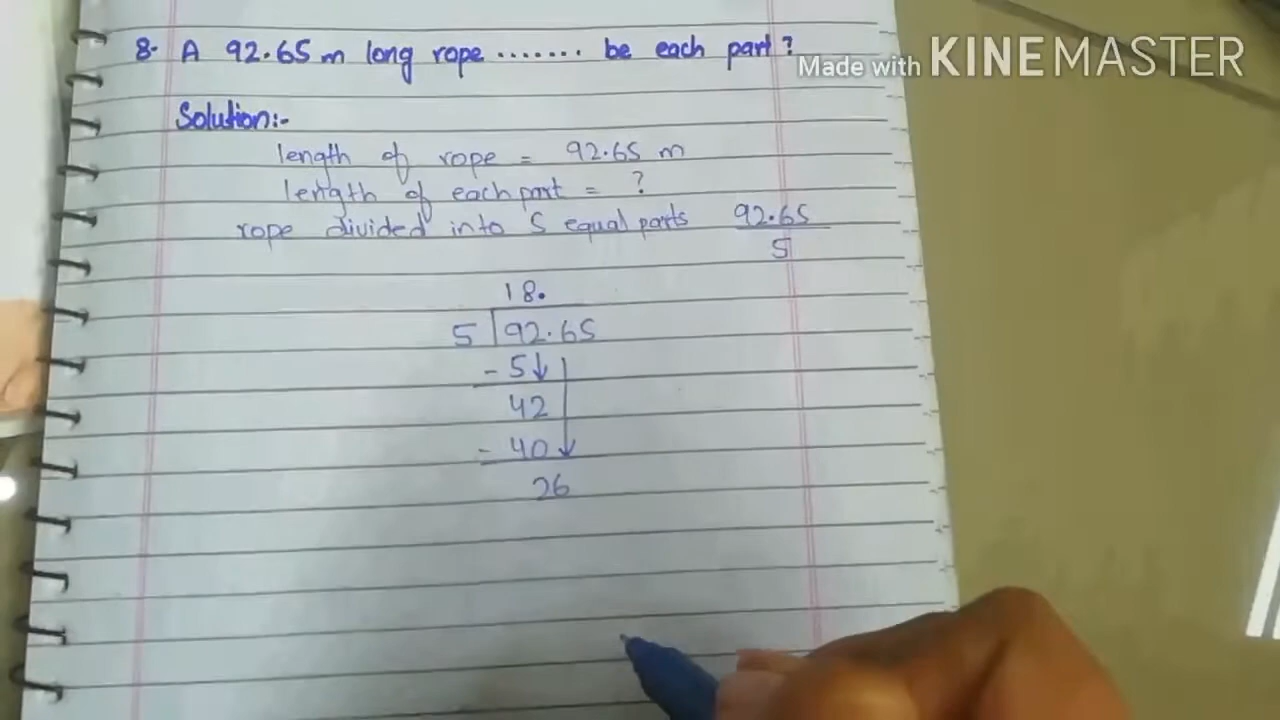 8. A 92.65 m long rope ....... be each part?
Made with KINEMASTER
Solution:-
length of rope = 92.65 m
length of each part = ?
rope divided into 5 equal parts 92.65
5
18.
5 92.65
- 5↓
42
- 40↓
26